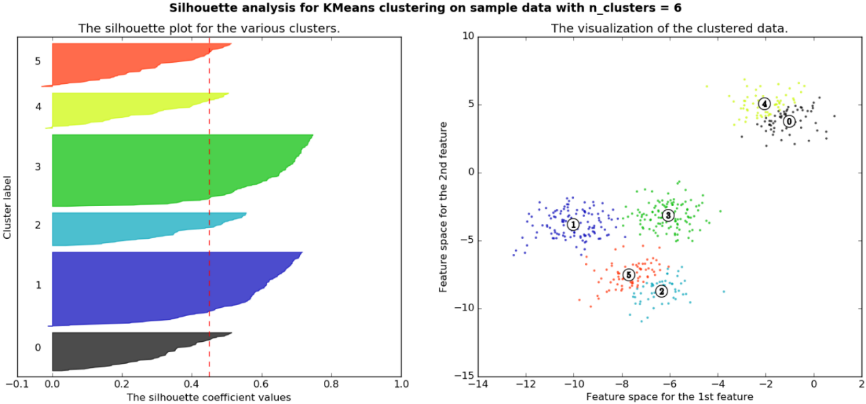 Silhouette analysis for KMeans clustering on sample data with n_clusters = 6
The silhouette plot for the various clusters.
Cluster label
5
4
3
2
1
0
−0.1 0.0 0.2 0.4 0.6 0.8 1.0
The silhouette coefficient values
The visualization of the clustered data.
Feature space for the 2nd feature
10
5
0
−5
−10
−15
4
0
3
1
5
2
−14 −12 −10 −8 −6 −4 −2 0 2
Feature space for the 1st feature